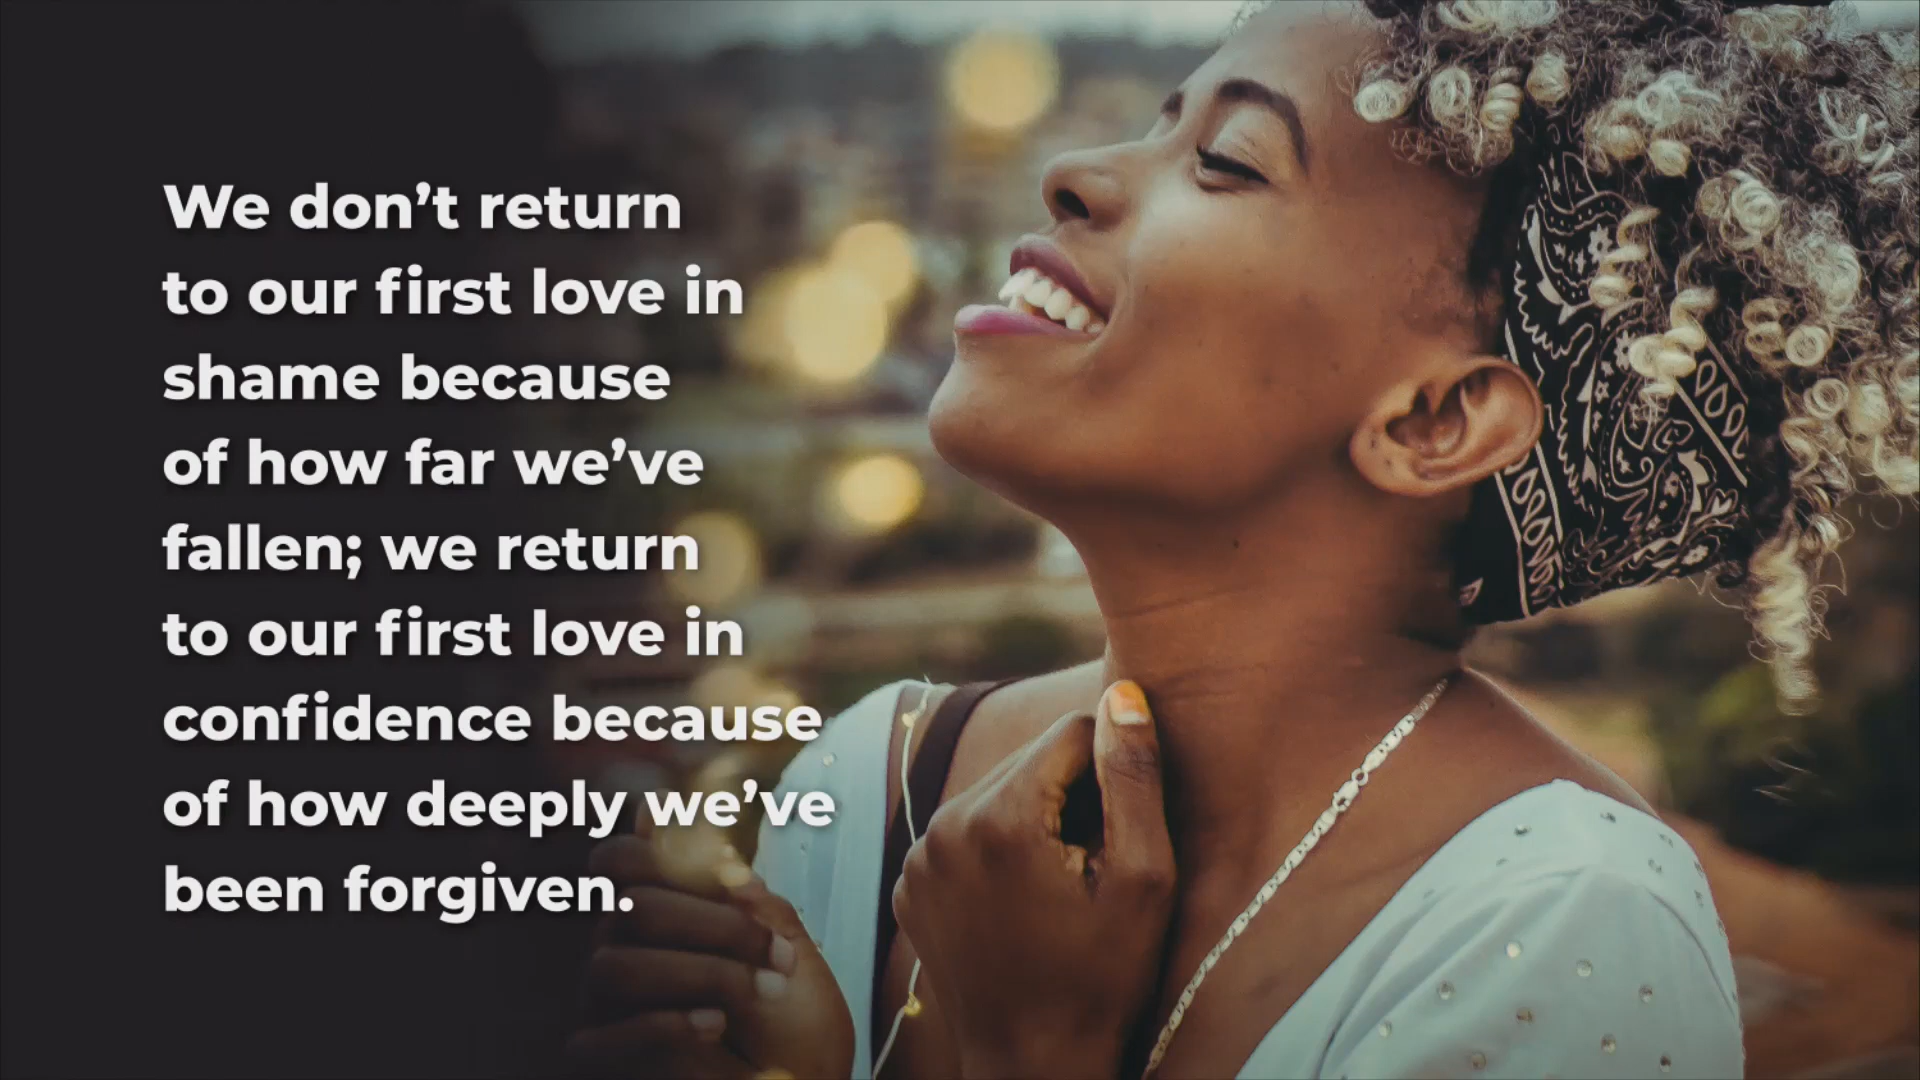 We don’t return
to our first love in
shame because
of how far we’ve
fallen; we return
to our first love in
confidence because
of how deeply we’ve
been forgiven.